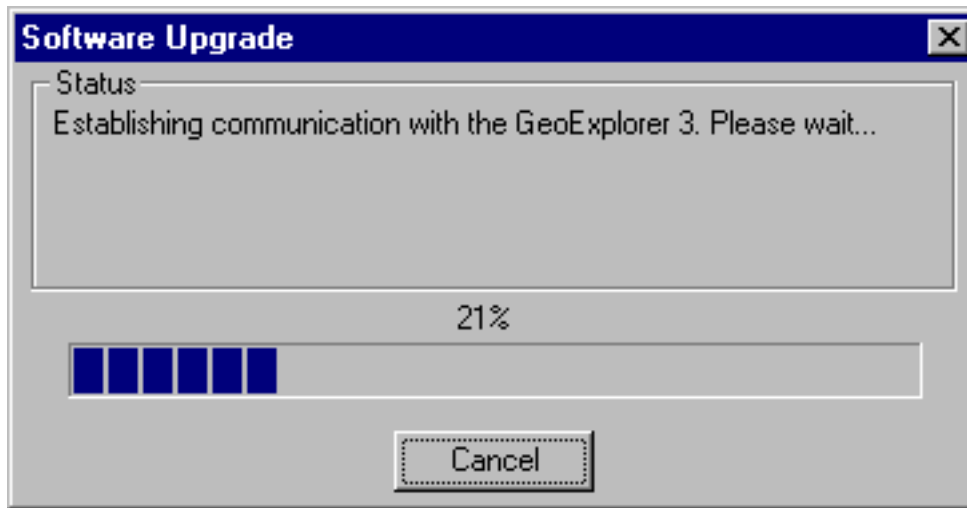 Software Upgrade
Status
Establishing communication with the GeoExplorer 3. Please wait...
21%
Cancel